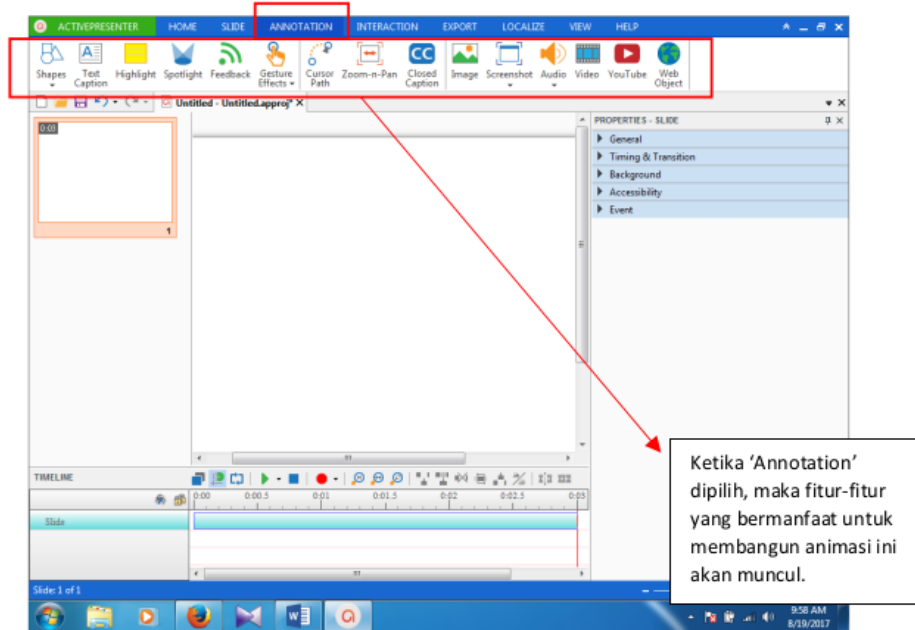 ACTIVEPRESENTER HOME SLIDE ANNOTATION INTERACTION EXPORT LOCALIZE VIEW HELP
Shapes Text Caption Highlight Spotlight Feedback Gesture Effects Cursor Path Zoom-n-Pan Closed Caption Image Screenshot Audio Video YouTube Web Object
Untitled - Untitled.approj*
PROPERTIES - SLIDE
0:03
General
Timing & Transition
Background
Accessibility
Event
1
TIMELINE
0:00 0:00.5 0:01 0:01.5 0:02 0:02.5 0:03
Slide
Slide: 1 of 1
Ketika ‘Annotation’
dipilih, maka fitur-fitur
yang bermanfaat untuk
membangun animasi ini
akan muncul.
9:58 AM
8/19/2017